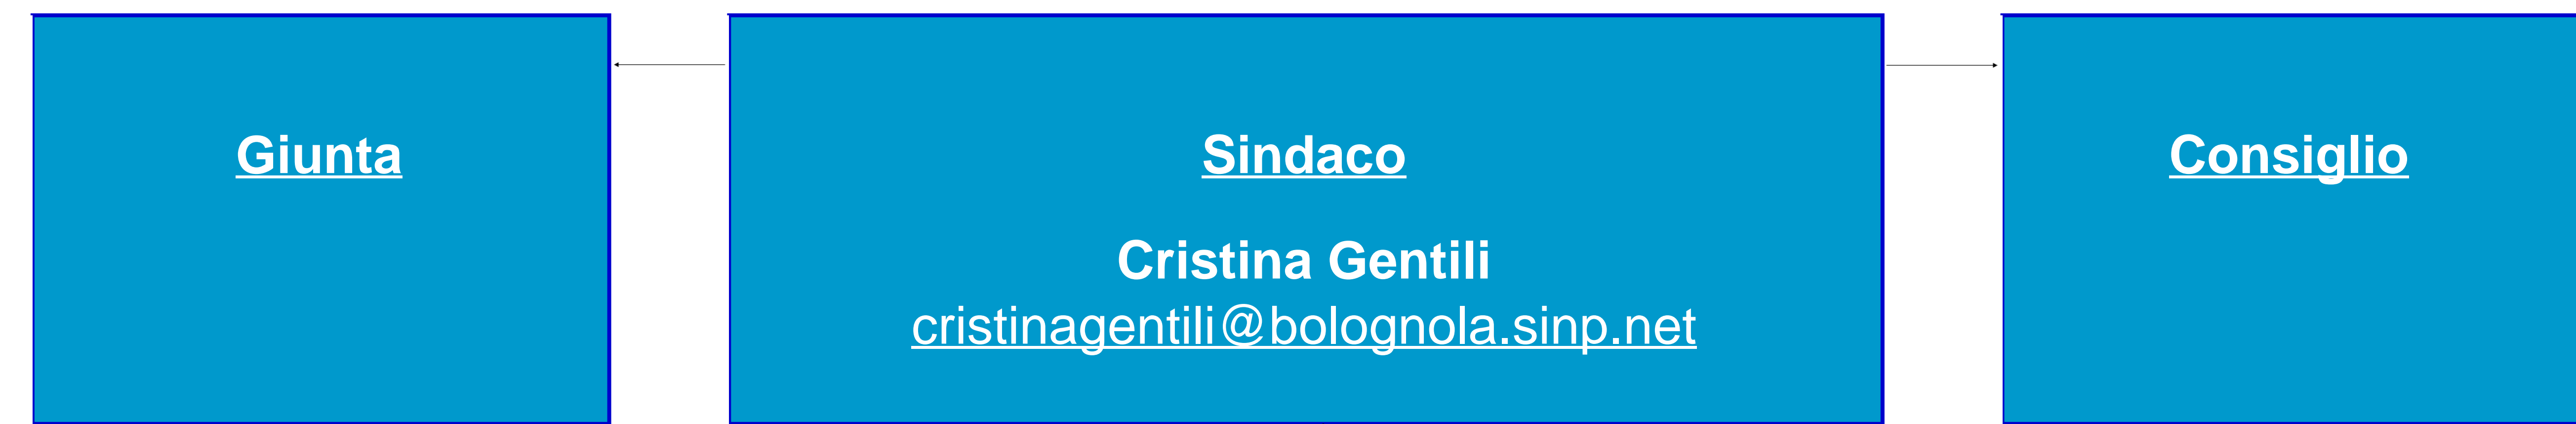 Giunta
Sindaco
Cristina Gentili
cristinagentili@bolognola.sinp.net
Consiglio